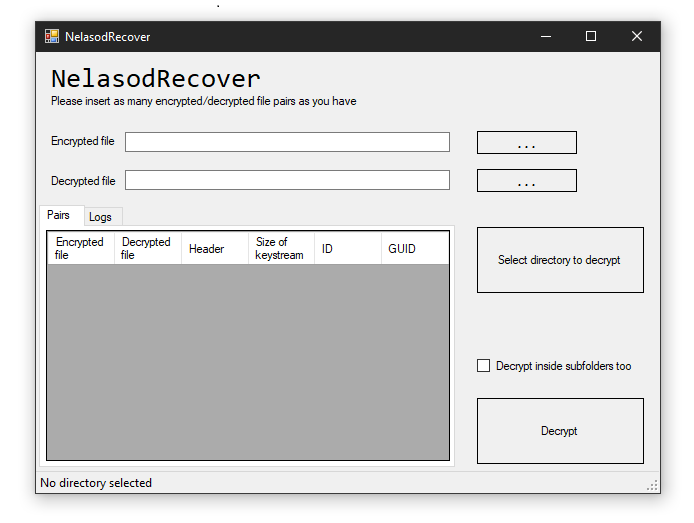 NelasodRecover
NelasodRecover
Please insert as many encrypted/decrypted file pairs as you have
Encrypted file
...
Decrypted file
...
Pairs
Logs
Encrypted file
Decrypted file
Header
Size of keystream
ID
GUID
Select directory to decrypt
Decrypt inside subfolders too
Decrypt
No directory selected